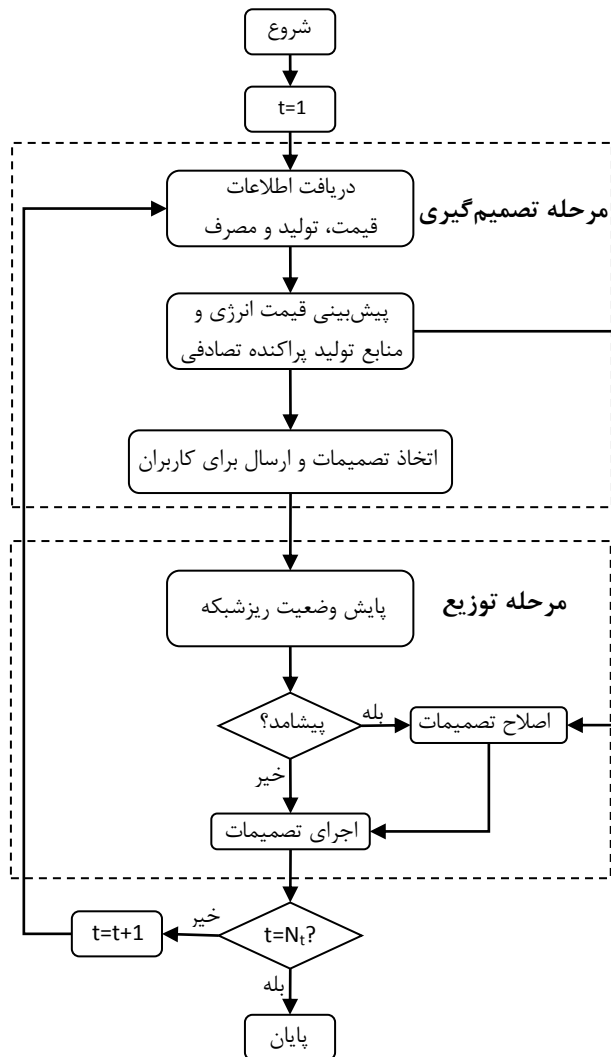 شروع
t=1
مرحله تصمیم‌گیری
دریافت اطلاعات
قیمت، تولید و مصرف
پیش‌بینی قیمت انرژی و
منابع تولید پراکنده تصادفی
اتخاذ تصمیمات و ارسال برای کاربران
مرحله توزیع
پایش وضعیت ریزشبکه
پیشامد؟
بله
اصلاح تصمیمات
خیر
اجرای تصمیمات
t=Nₜ?
خیر
t=t+1
بله
پایان